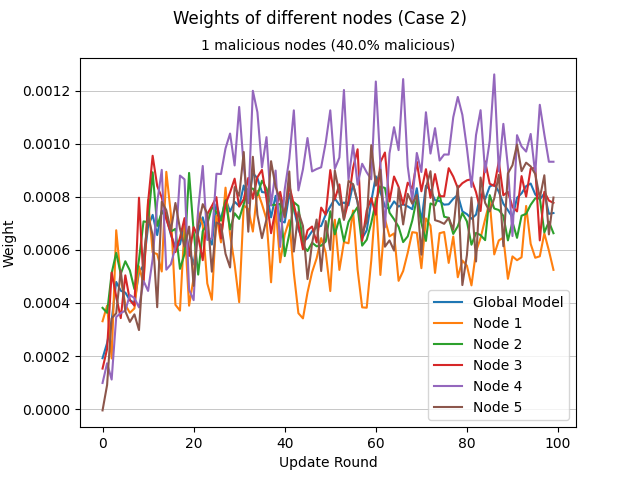 Weights of different nodes (Case 2)
1 malicious nodes (40.0% malicious)
Weight
0.0012
0.0010
0.0008
0.0006
0.0004
0.0002
0.0000
0
20
40
60
80
100
Update Round
Global Model
Node 1
Node 2
Node 3
Node 4
Node 5